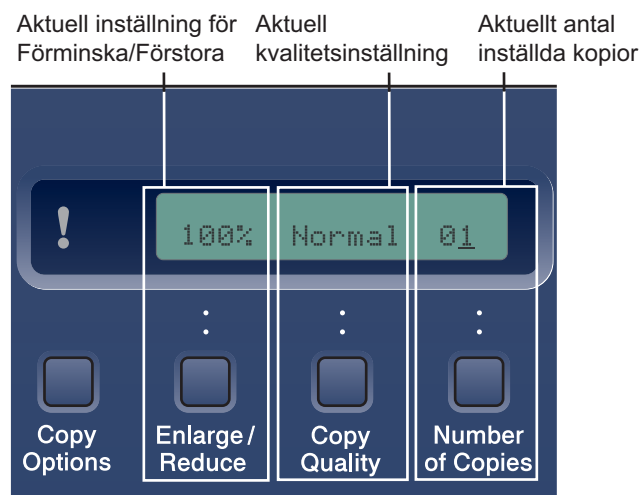 Aktuell inställning för
Förminska/Förstora
Aktuell
kvalitetsinställning
Aktuellt antal
inställda kopior
!
100% Normal 01
Copy
Options
Enlarge /
Reduce
Copy
Quality
Number
of Copies